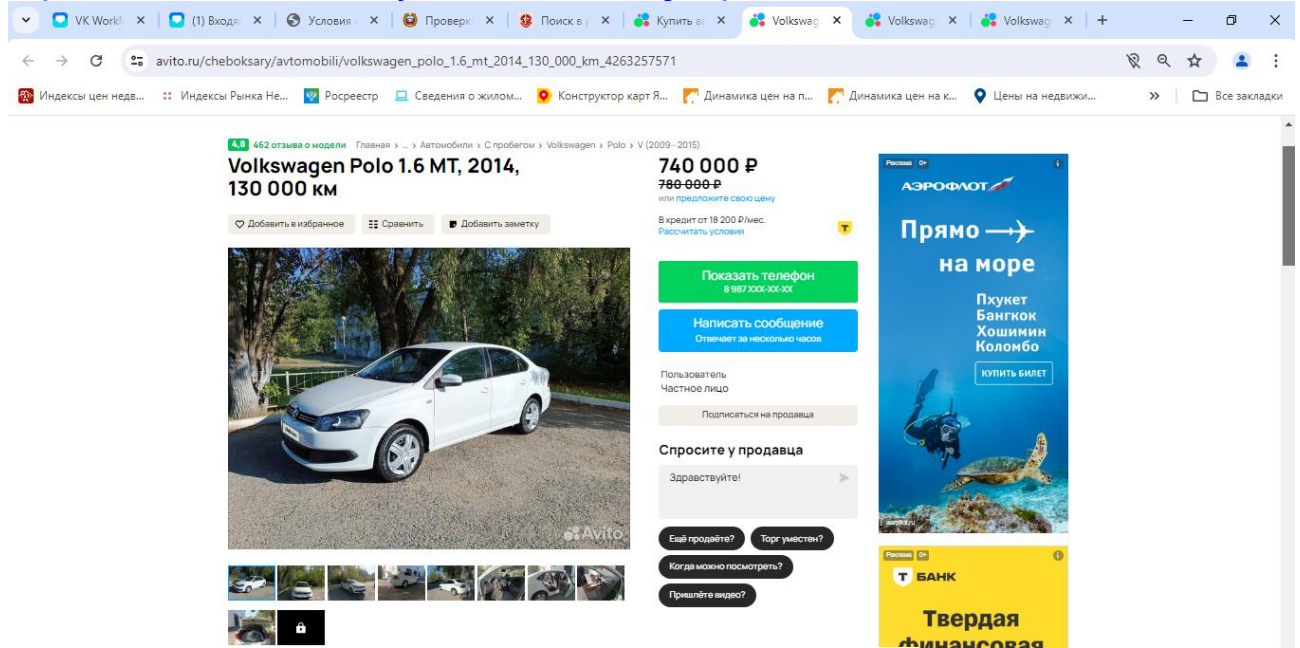 VK Work
(1) Входя
Условия
Проверк
Поиск в
Купить ав
Volkswag
Volkswag
Volkswag
avito.ru/cheboksary/avtomobili/volkswagen_polo_1.6_mt_2014_130_000_km_4263257571
Индексы цен недв...
Индексы Рынка Не...
Росреестр
Сведения о жилом...
Конструктор карт Я...
Динамика цен на п...
Динамика цен на к...
Цены на недвижи...
Все закладки
4,8 462 отзыва о модели Главная › ... › Автомобили › С пробегом › Volkswagen › Polo › V (2009–2015)
Volkswagen Polo 1.6 MT, 2014,
130 000 км
Добавить в избранное
Сравнить
Добавить заметку
Avito
740 000 ₽
780 000 ₽
или предложите свою цену
В кредит от 18 200 ₽/мес.
Рассчитать условия
Т
Показать телефон
8 987 XXX-XX-XX
Написать сообщение
Отвечает за несколько часов
Пользователь
Частное лицо
Подписаться на продавца
Спросите у продавца
Здравствуйте!
Ещё продаёте?
Торг уместен?
Когда можно посмотреть?
Пришлёте видео?
Реклама 0+
АЭРОФЛОТ
Прямо
на море
Пхукет
Бангкок
Хошимин
Коломбо
КУПИТЬ БИЛЕТ
aeroflot.ru
Реклама 0+
Т БАНК
Твердая
финансовая